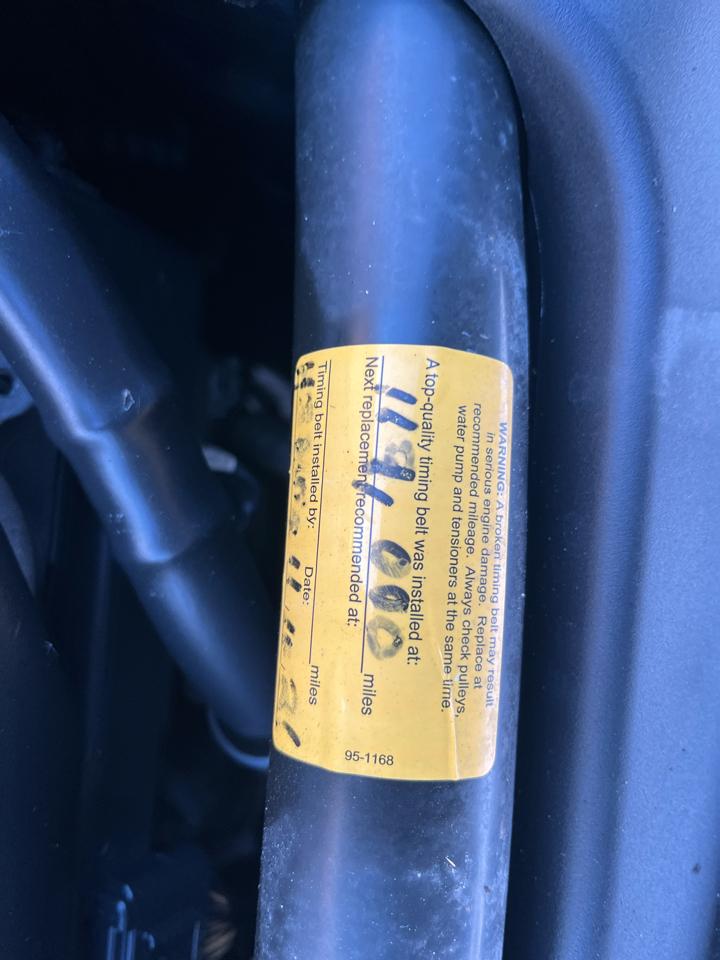 WARNING: A broken timing belt may result
in serious engine damage. Replace at
recommended mileage. Always check pulleys,
water pump and tensioners at the same time.
A top-quality timing belt was installed at:
miles
Next replacement recommended at:
miles
Timing belt installed by: Date:
95-1168